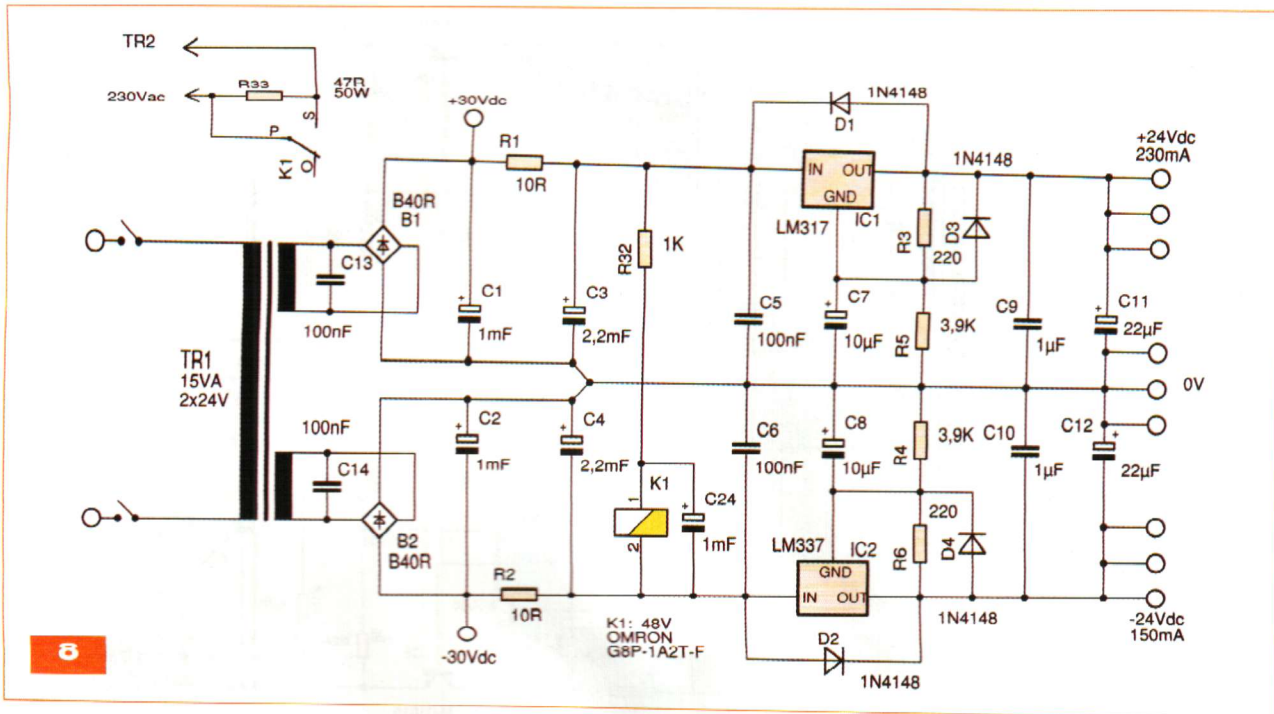 TR2
230Vac
R33
47R
50W
S
P
O
K1
+30Vdc
R1
10R
1N4148
D1
+24Vdc
230mA
B40R
B1
IN OUT
GND
IC1
LM317
1N4148
R32
1K
R3
220
D3
C13
100nF
C1
1mF
C3
2,2mF
C5
100nF
C7
10µF
R5
3,9K
C9
1µF
C11
22µF
TR1
15VA
2x24V
0V
100nF
C14
C2
1mF
C4
2,2mF
C6
100nF
C8
10µF
R4
3,9K
C10
1µF
C12
22µF
K1
1
2
C24
1mF
B2
B40R
LM337
IC2
GND
IN OUT
220
R6
D4
R2
10R
K1: 48V
OMRON
G8P-1A2T-F
-30Vdc
D2
1N4148
1N4148
-24Vdc
150mA
8